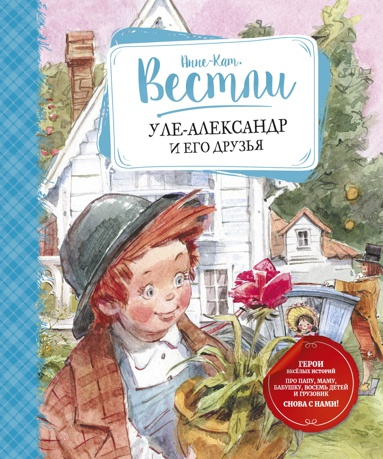 Анне-Кат.
Вестли
УЛЕ-АЛЕКСАНДР
И ЕГО ДРУЗЬЯ
ГЕРОИ
ВЕСЁЛЫХ ИСТОРИЙ
ПРО ПАПУ, МАМУ,
БАБУШКУ, ВОСЕМЬ ДЕТЕЙ
И ГРУЗОВИК
СНОВА С НАМИ!